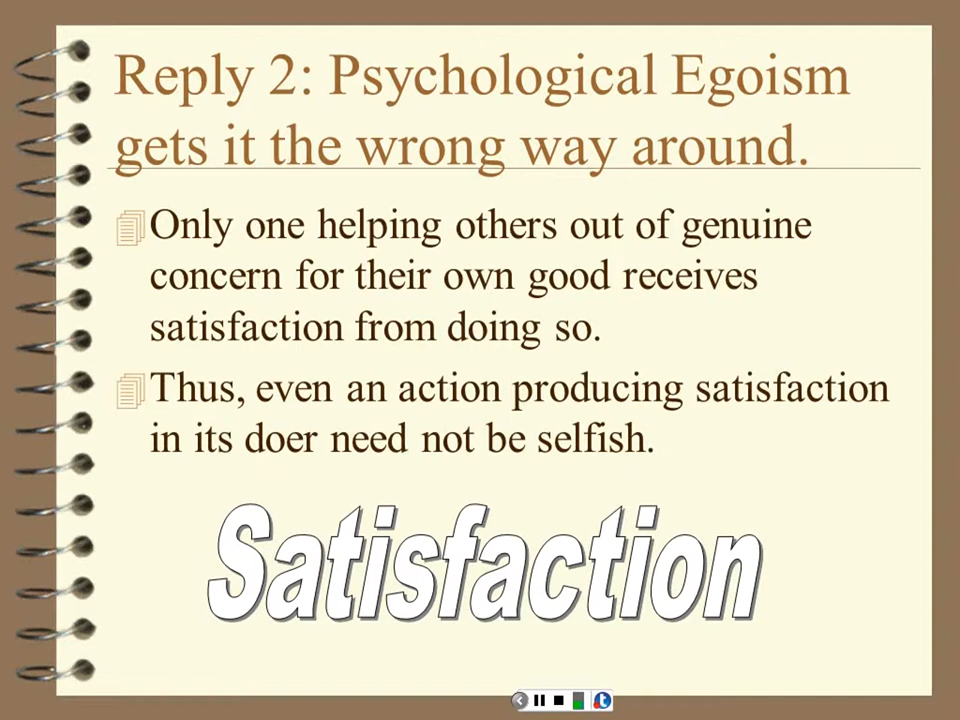 Reply 2: Psychological Egoism
gets it the wrong way around.
Only one helping others out of genuine
concern for their own good receives
satisfaction from doing so.
Thus, even an action producing satisfaction
in its doer need not be selfish.
Satisfaction